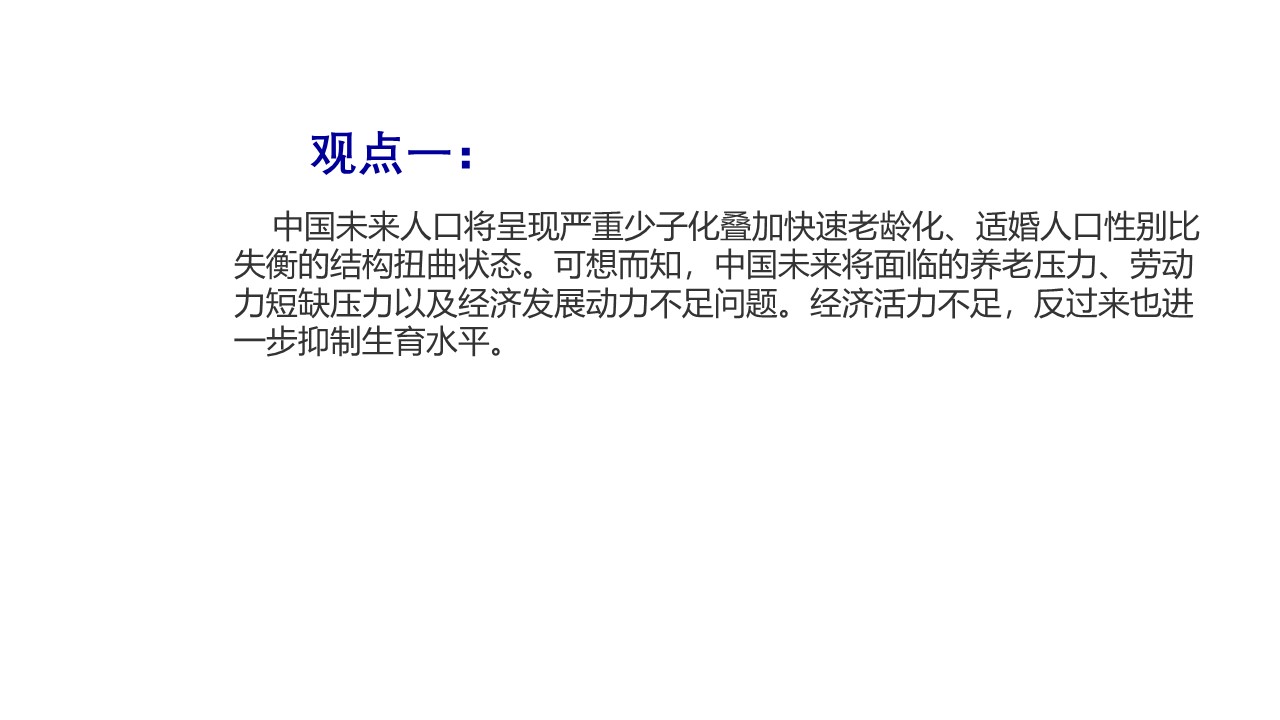 观点一：
中国未来人口将呈现严重少子化叠加快速老龄化、适婚人口性别比
失衡的结构扭曲状态。可想而知，中国未来将面临的养老压力、劳动
力短缺压力以及经济发展动力不足问题。经济活力不足，反过来也进
一步抑制生育水平。